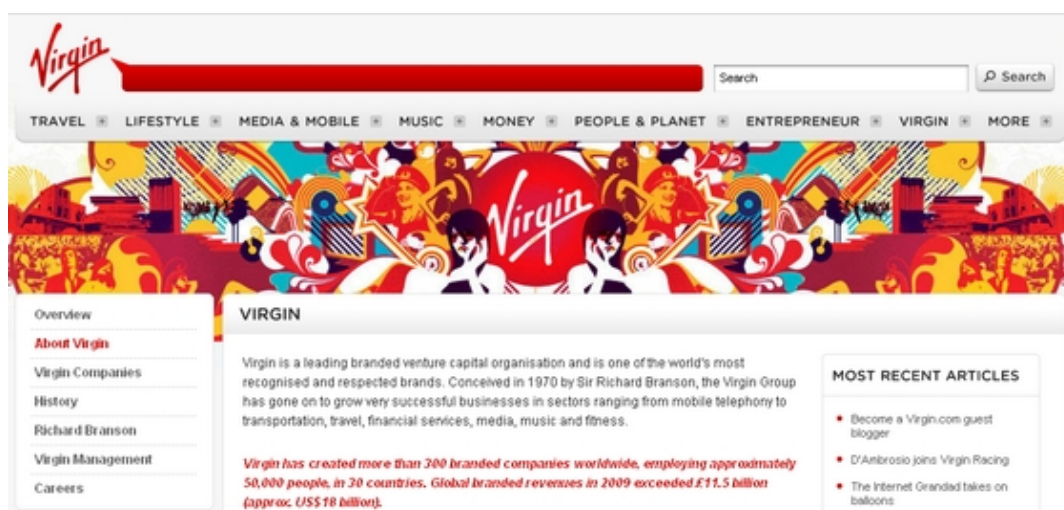 Virgin
Search
Search
TRAVEL
LIFESTYLE
MEDIA & MOBILE
MUSIC
MONEY
PEOPLE & PLANET
ENTREPRENEUR
VIRGIN
MORE
Virgin
Overview
About Virgin
Virgin Companies
History
Richard Branson
Virgin Management
Careers
VIRGIN
Virgin is a leading branded venture capital organisation and is one of the world's most
recognised and respected brands. Conceived in 1970 by Sir Richard Branson, the Virgin Group
has gone on to grow very successful businesses in sectors ranging from mobile telephony to
transportation, travel, financial services, media, music and fitness.
Virgin has created more than 300 branded companies worldwide, employing approximately
50,000 people, in 30 countries. Global branded revenues in 2009 exceeded £11.5 billion
(approx. US$18 billion).
MOST RECENT ARTICLES
Become a Virgin.com guest
blogger
D'Ambrosio joins Virgin Racing
The Internet Grandad takes on
balloons